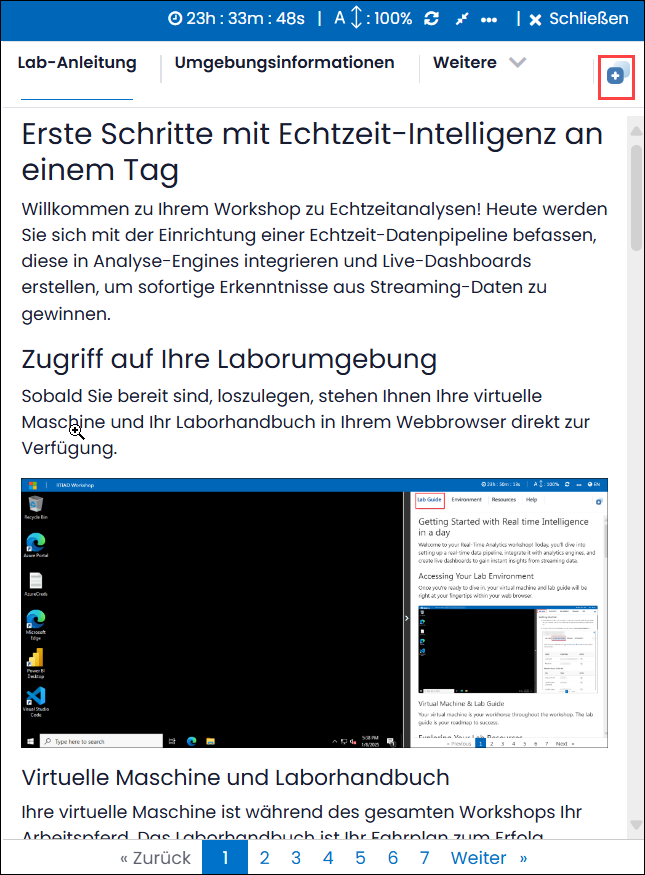 23h : 33m : 48s | A : 100% ••• | × Schließen
Lab-Anleitung Umgebungsinformationen Weitere
Erste Schritte mit Echtzeit-Intelligenz an
einem Tag
Willkommen zu Ihrem Workshop zu Echtzeitanalysen! Heute werden
Sie sich mit der Einrichtung einer Echtzeit-Datenpipeline befassen,
diese in Analyse-Engines integrieren und Live-Dashboards
erstellen, um sofortige Erkenntnisse aus Streaming-Daten zu
gewinnen.
Zugriff auf Ihre Laborumgebung
Sobald Sie bereit sind, loszulegen, stehen Ihnen Ihre virtuelle
Maschine und Ihr Laborhandbuch in Ihrem Webbrowser direkt zur
Verfügung.
RTIAD Workshop
23h : 50m : 13s | A : 100% ••• EN
Recycle Bin
Azure Portal
AzureCreds
Microsoft
Edge
Power BI
Desktop
Visual Studio
Code
Type here to search
5:38 PM
1/8/2025
Lab Guide Environment Resources Help
Getting Started with Real time Intelligence
in a day
Welcome to your Real-Time Analytics workshop! Today, you'll dive into
setting up a real-time data pipeline, integrate it with analytics engines, and
create live dashboards to gain instant insights from streaming data.
Accessing Your Lab Environment
Once you're ready to dive in, your virtual machine and lab guide will be
right at your fingertips within your web browser.
Virtual Machine & Lab Guide
Your virtual machine is your workhorse throughout the workshop. The lab
guide is your roadmap to success.
Exploring Your Lab Resources
« Previous 1 2 3 4 5 6 7 Next »
Virtuelle Maschine und Laborhandbuch
Ihre virtuelle Maschine ist während des gesamten Workshops Ihr
Arbeitspferd. Das Laborhandbuch ist Ihr Fahrplan zum Erfolg.
« Zurück 1 2 3 4 5 6 7 Weiter »